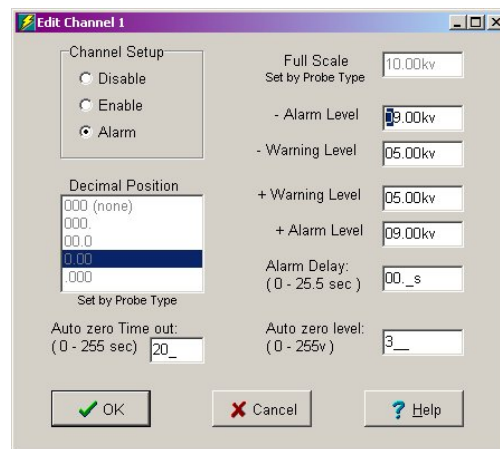 Edit Channel 1
Channel Setup
Disable
Enable
Alarm
Full Scale
Set by Probe Type
10.00kv
- Alarm Level
09.00kv
- Warning Level
05.00kv
Decimal Position
000 (none)
000.
00.0
0.00
.000
Set by Probe Type
+ Warning Level
05.00kv
+ Alarm Level
09.00kv
Alarm Delay:
( 0 - 25.5 sec )
00._s
Auto zero Time out:
( 0 - 255 sec)
20_
Auto zero level:
( 0 - 255v )
3__
OK
Cancel
? Help